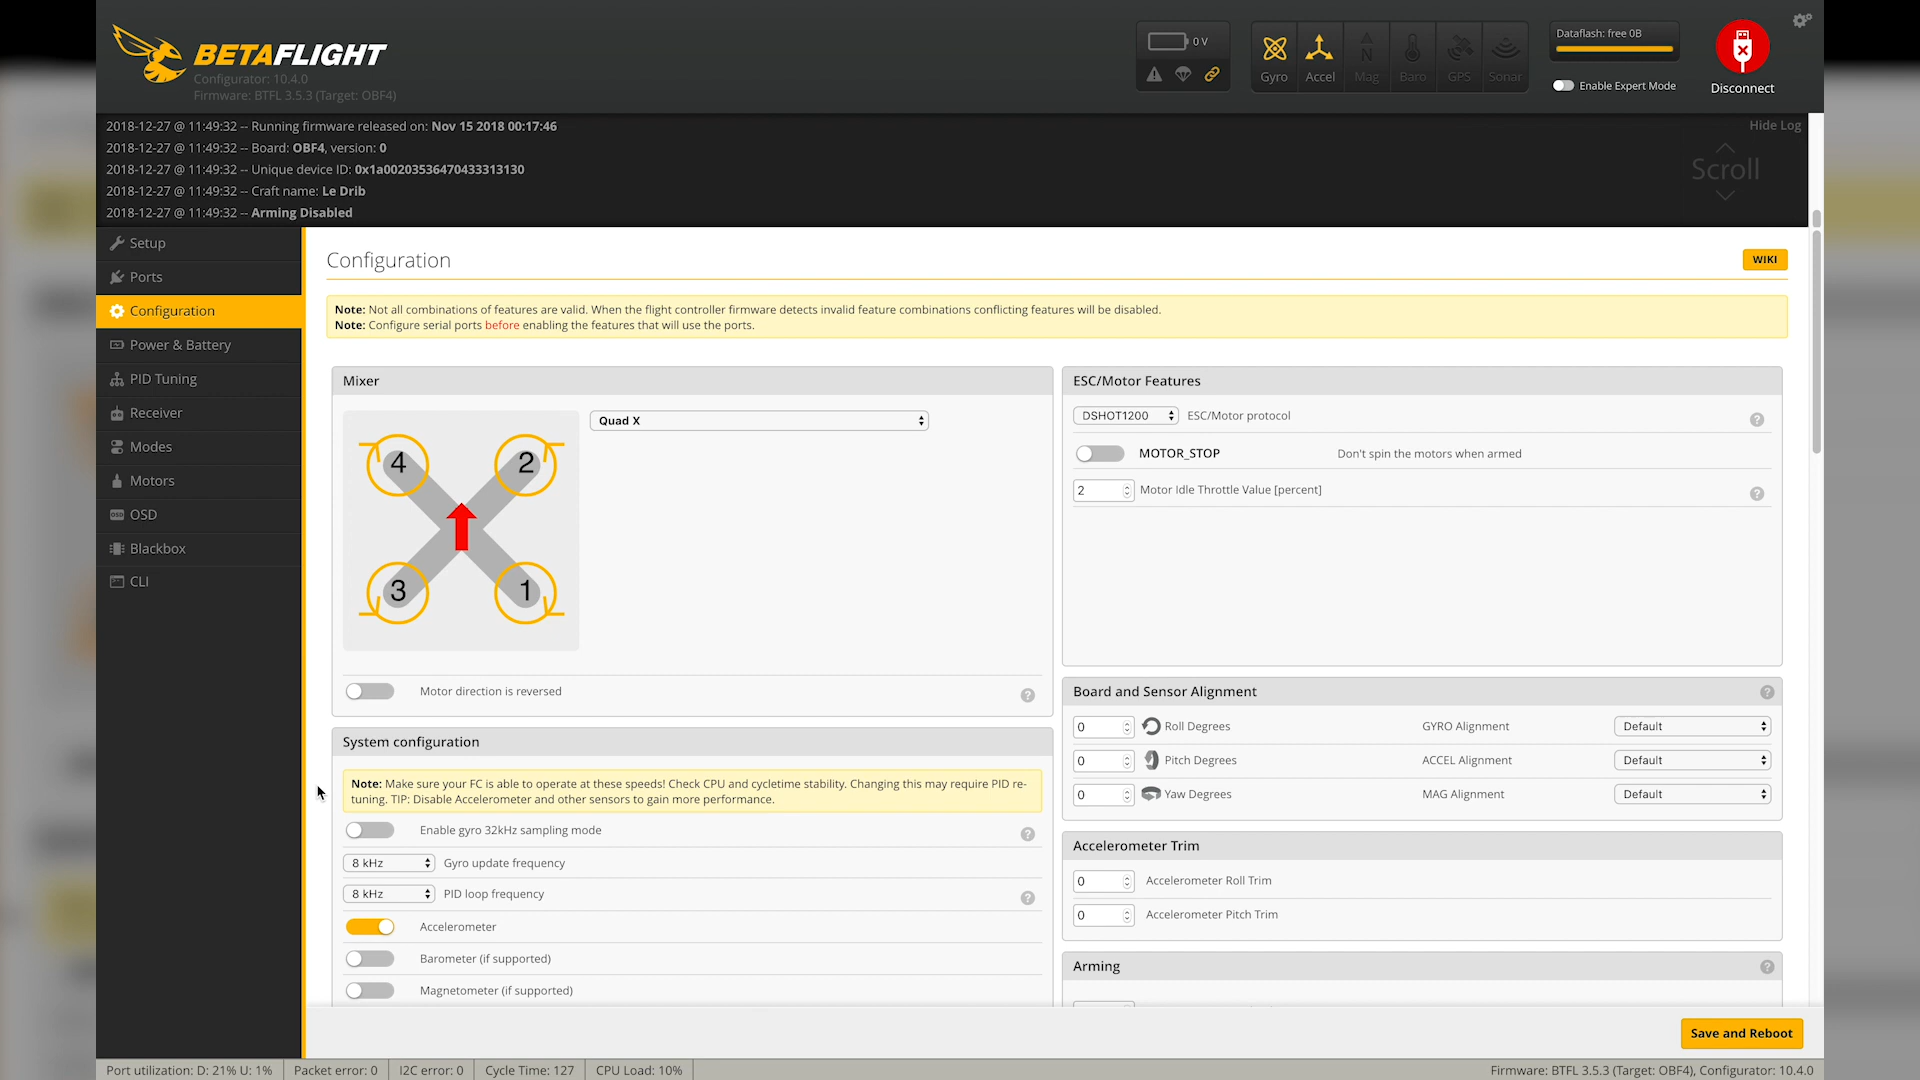 BETAFLIGHT
Configurator: 10.4.0
Firmware: BTFL 3.5.3 (Target: OBF4)
0 V
Gyro
Accel
Mag
Baro
GPS
Sonar
Dataflash: free 0B
Enable Expert Mode
Disconnect
2018-12-27 @ 11:49:32 -- Running firmware released on: Nov 15 2018 00:17:46
2018-12-27 @ 11:49:32 -- Board: OBF4, version: 0
2018-12-27 @ 11:49:32 -- Unique device ID: 0x1a00203536470433313130
2018-12-27 @ 11:49:32 -- Craft name: Le Drib
2018-12-27 @ 11:49:32 -- Arming Disabled
Hide Log
Scroll
Setup
Ports
Configuration
Power & Battery
PID Tuning
Receiver
Modes
Motors
OSD
Blackbox
CLI
Configuration
WIKI
Note: Not all combinations of features are valid. When the flight controller firmware detects invalid feature combinations conflicting features will be disabled.
Note: Configure serial ports before enabling the features that will use the ports.
Mixer
Quad X
4
2
3
1
Motor direction is reversed
System configuration
Note: Make sure your FC is able to operate at these speeds! Check CPU and cycletime stability. Changing this may require PID re-
tuning. TIP: Disable Accelerometer and other sensors to gain more performance.
Enable gyro 32kHz sampling mode
8 kHz Gyro update frequency
8 kHz PID loop frequency
Accelerometer
Barometer (if supported)
Magnetometer (if supported)
ESC/Motor Features
DSHOT1200 ESC/Motor protocol
MOTOR_STOP Don't spin the motors when armed
2 Motor Idle Throttle Value [percent]
Board and Sensor Alignment
0 Roll Degrees GYRO Alignment Default
0 Pitch Degrees ACCEL Alignment Default
0 Yaw Degrees MAG Alignment Default
Accelerometer Trim
0 Accelerometer Roll Trim
0 Accelerometer Pitch Trim
Arming
Save and Reboot
Port utilization: D: 21% U: 1%
Packet error: 0
I2C error: 0
Cycle Time: 127
CPU Load: 10%
Firmware: BTFL 3.5.3 (Target: OBF4), Configurator: 10.4.0